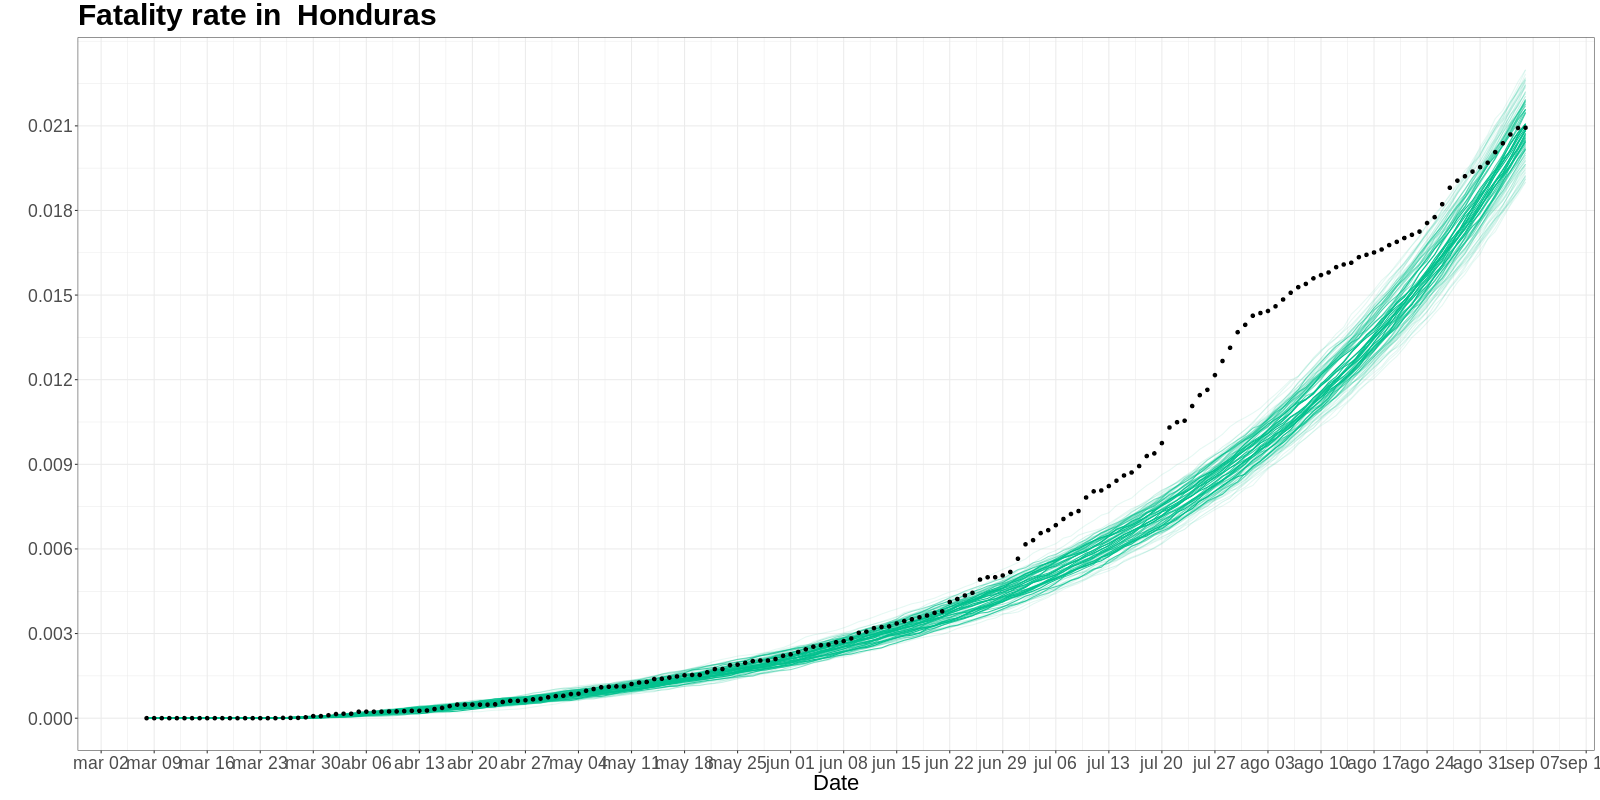 Fatality rate in  Honduras
0.021
0.018
0.015
0.012
0.009
0.006
0.003
0.000
mar 02 mar 09 mar 16 mar 23 mar 30 abr 06 abr 13 abr 20 abr 27 may 04 may 11 may 18 may 25 jun 01 jun 08 jun 15 jun 22 jun 29 jul 06 jul 13 jul 20 jul 27 ago 03 ago 10 ago 17 ago 24 ago 31 sep 07 sep 1
Date